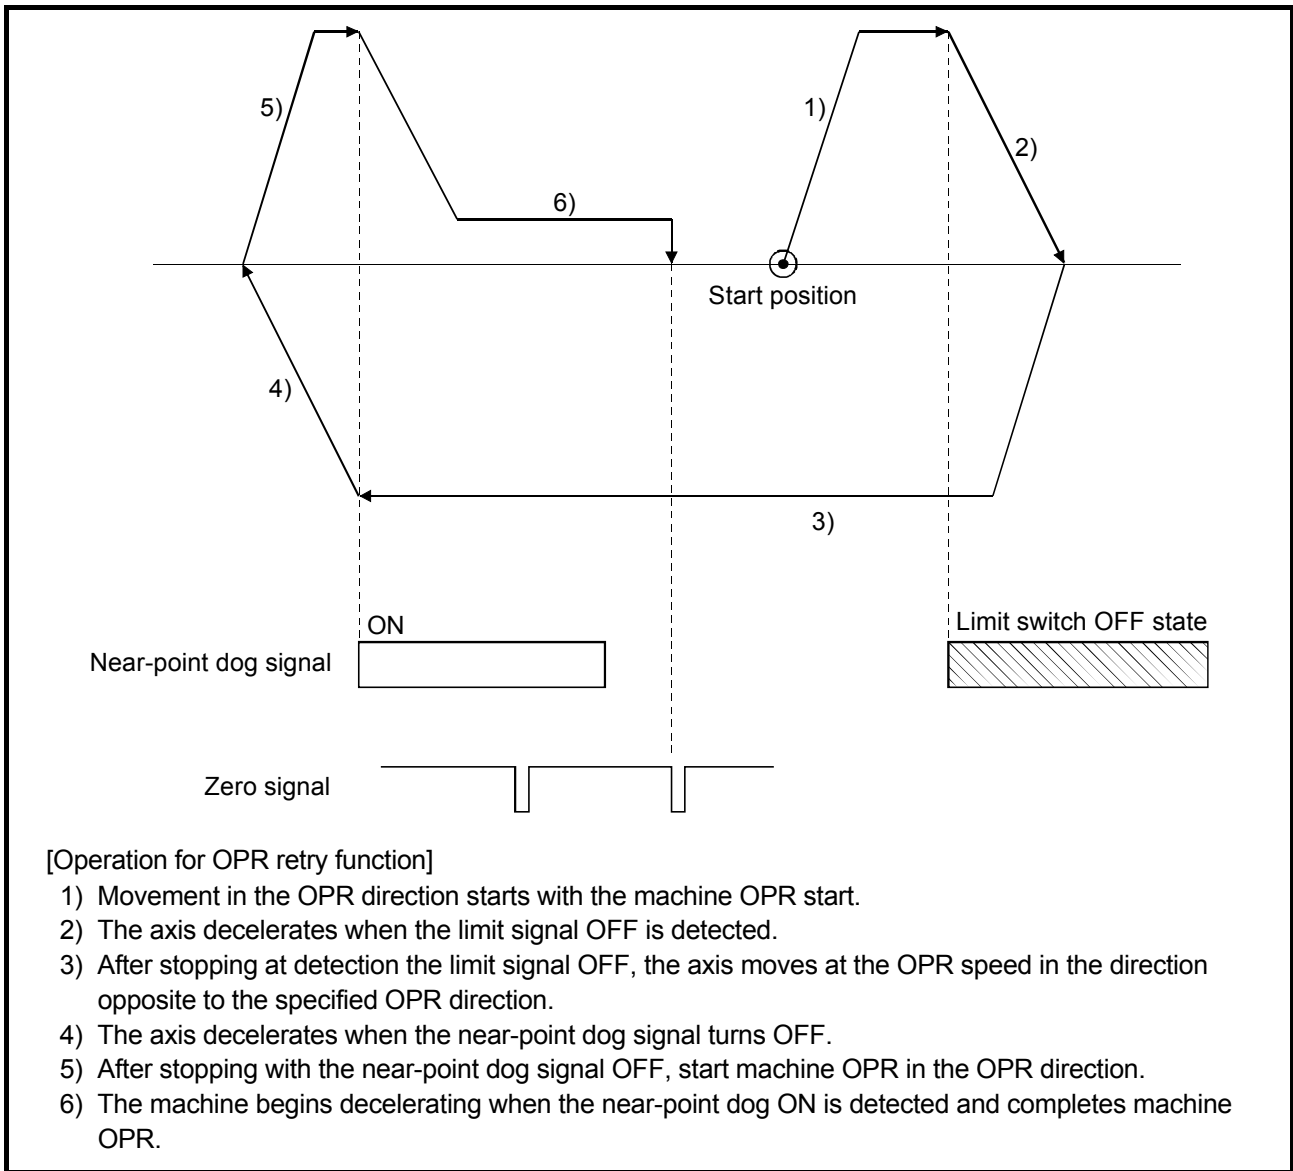 5)
1)
2)
6)
Start position
4)
3)
ON
Limit switch OFF state
Near-point dog signal
Zero signal
[Operation for OPR retry function]
1) Movement in the OPR direction starts with the machine OPR start.
2) The axis decelerates when the limit signal OFF is detected.
3) After stopping at detection the limit signal OFF, the axis moves at the OPR speed in the direction
opposite to the specified OPR direction.
4) The axis decelerates when the near-point dog signal turns OFF.
5) After stopping with the near-point dog signal OFF, start machine OPR in the OPR direction.
6) The machine begins decelerating when the near-point dog ON is detected and completes machine
OPR.